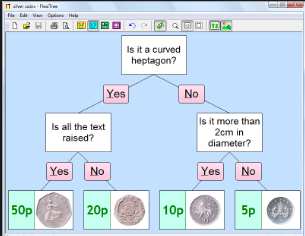 silver coins - FlexiTree
File Edit View Options Help
Is it a curved
heptagon?
Yes
No
Is all the text
raised?
Is it more than
2cm in
diameter?
Yes
No
Yes
No
50p
20p
10p
5p